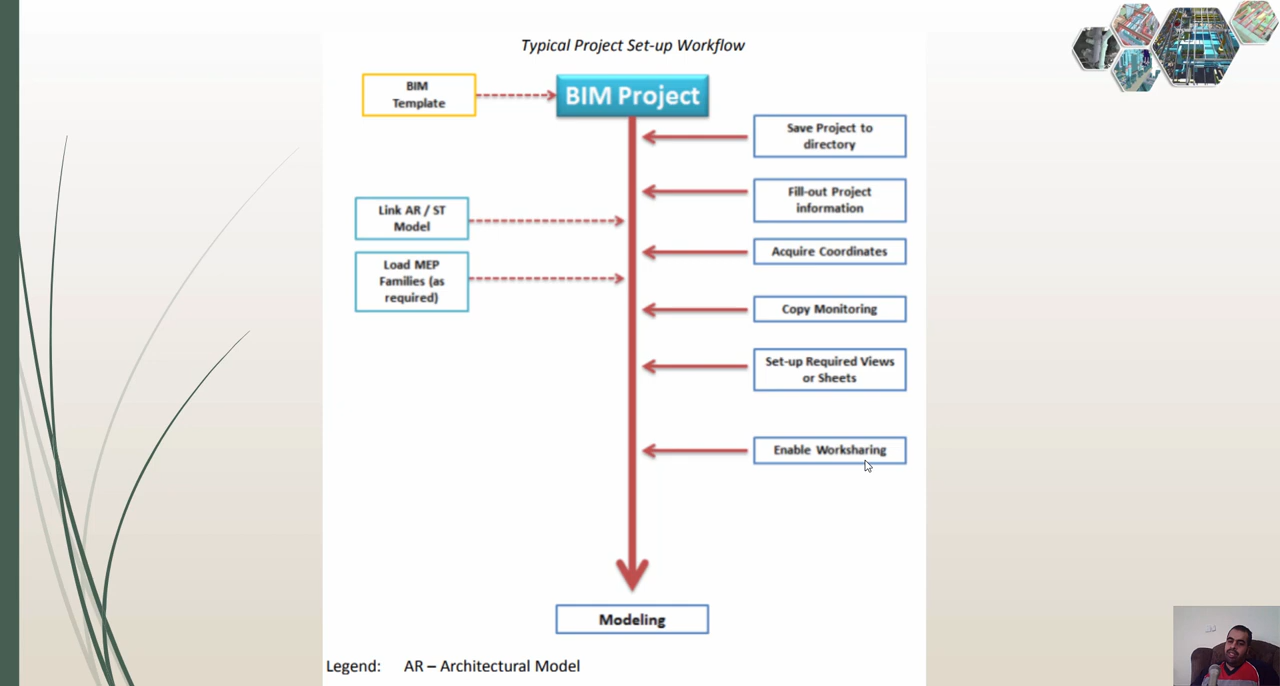 Typical Project Set-up Workflow
BIM
Template
BIM Project
Save Project to
directory
Fill-out Project
information
Link AR / ST
Model
Acquire Coordinates
Load MEP
Families (as
required)
Copy Monitoring
Set-up Required Views
or Sheets
Enable Worksharing
Modeling
Legend: AR – Architectural Model